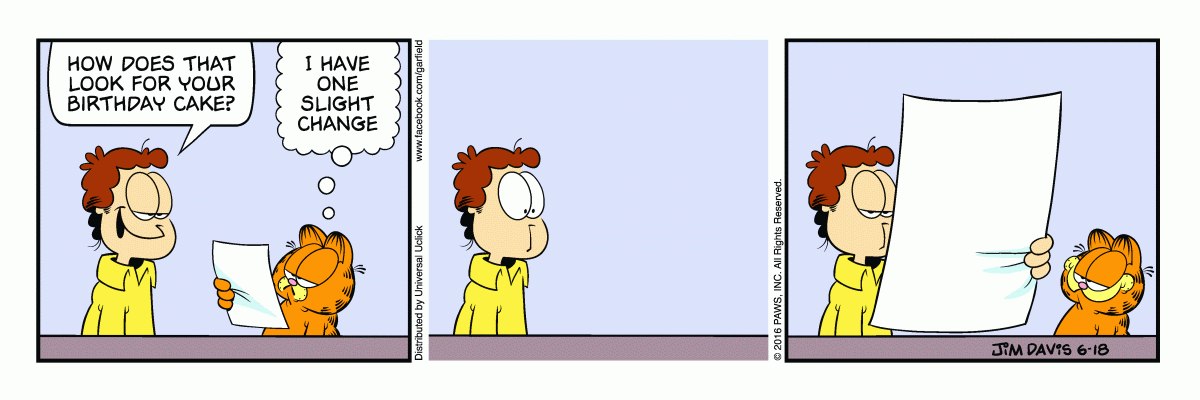 HOW DOES THAT
LOOK FOR YOUR
BIRTHDAY CAKE?
I HAVE
ONE
SLIGHT
CHANGE
www.facebook.com/garfield
Distributed by Universal Uclick
© 2016 PAWS, INC. All Rights Reserved.
JIM DAVIS 6-18